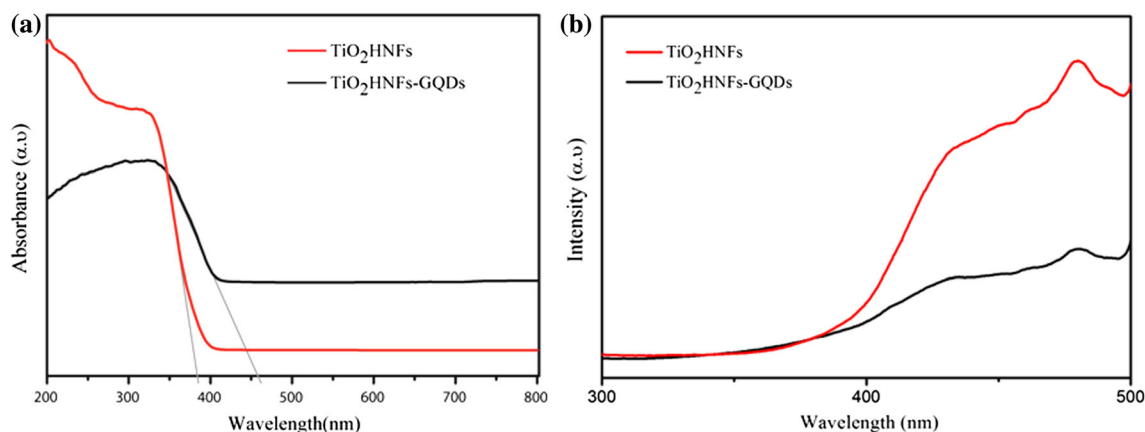 (a)
TiO2HNFs
TiO2HNFs-GQDs
Absorbance (α.υ)
200 300 400 500 600 700 800
Wavelength(nm)
(b)
TiO2HNFs
TiO2HNFs-GQDs
Intensity (α.υ)
300 400 500
Wavelength (nm)